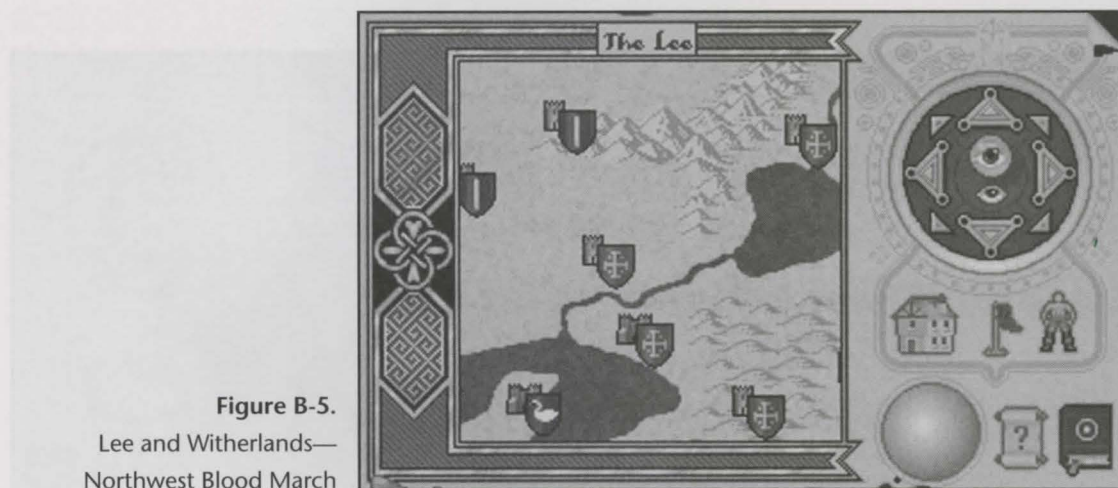 The Lee
?
Figure B-5.
Lee and Witherlands—
Northwest Blood March